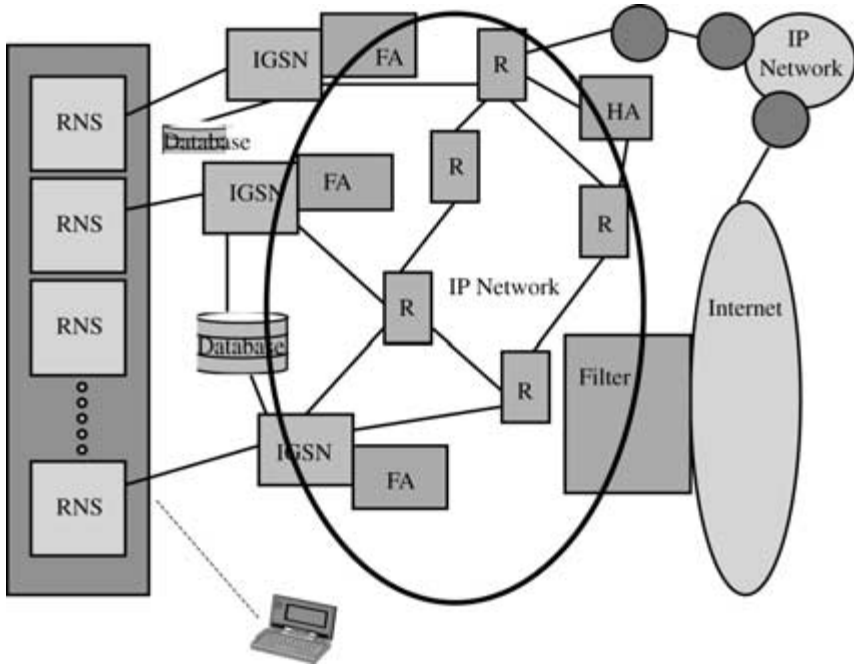 IGSN
FA
R
IP
Network
RNS
HA
Database
R
RNS
IGSN
FA
R
IP Network
Internet
RNS
R
Database
R
Filter
IGSN
FA
RNS